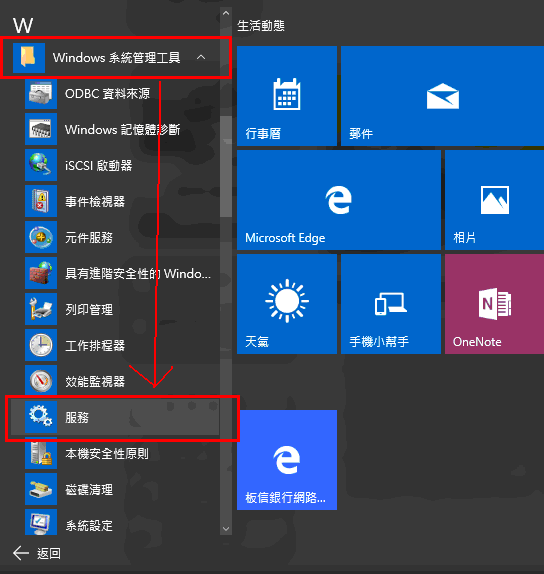 W
Windows 系統管理工具
ODBC 資料來源
Windows 記憶體診斷
iSCSI 啟動器
事件檢視器
元件服務
具有進階安全性的 Windo...
列印管理
工作排程器
效能監視器
服務
本機安全性原則
磁碟清理
系統設定
返回
生活動態
行事曆
郵件
Microsoft Edge
相片
天氣
手機小幫手
OneNote
板信銀行網路...